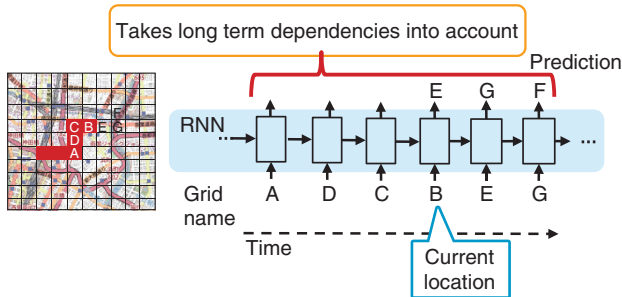 Takes long term dependencies into account
Prediction
E G F
F
C B E G
D
A
RNN
... ...
Grid name
A D C B E G
Time
Current
location